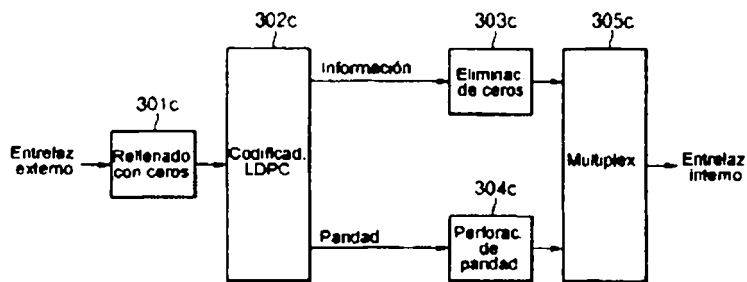 302c
303c
305c
Información
Eliminac.
de ceros
301c
Entrelaz
externo
Rellenado
con ceros
Codificad.
LDPC
Multiplex
Entrelaz
interno
304c
Paridad
Perforac.
de
paridad